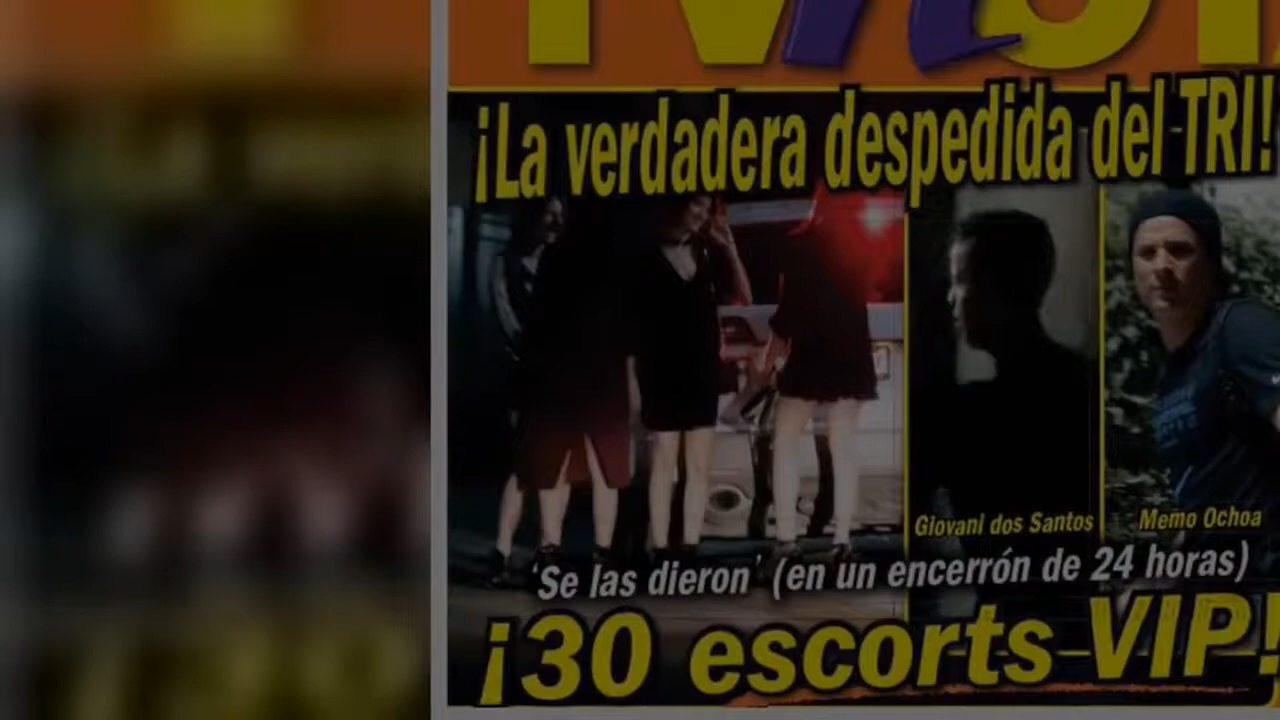 ¡La verdadera despedida del TRI!
Giovani dos Santos
Memo Ochoa
'Se las dieron' (en un encerrón de 24 horas)
¡30 escorts VIP!